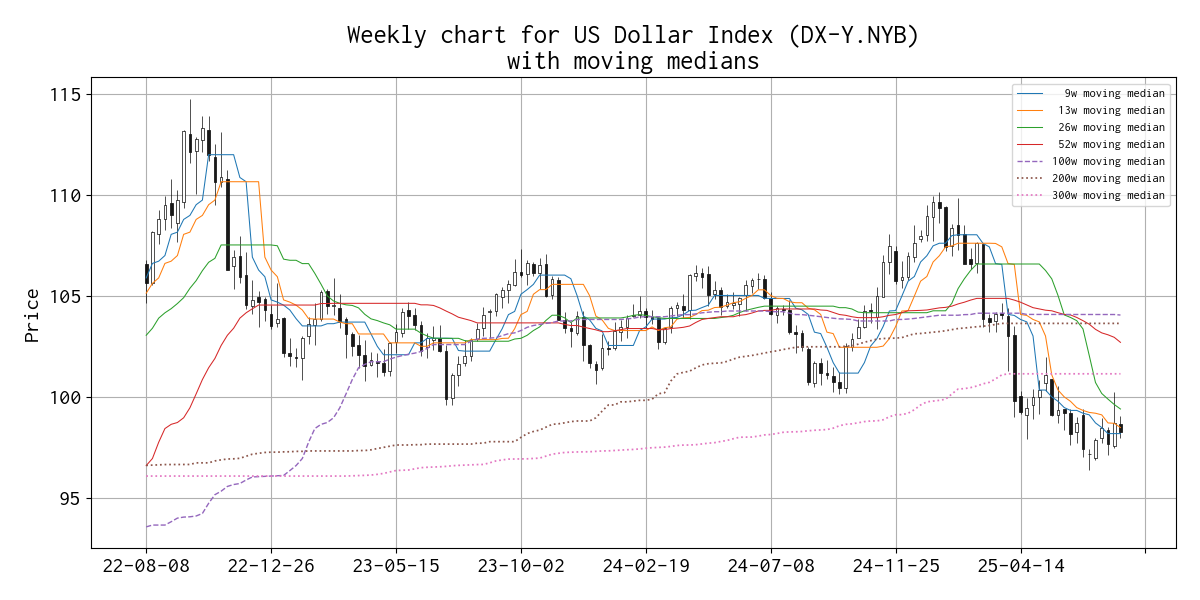 Weekly chart for US Dollar Index (DX-Y.NYB)
with moving medians
9w moving median
13w moving median
26w moving median
52w moving median
100w moving median
200w moving median
300w moving median
Price
115
110
105
100
95
22-08-08
22-12-26
23-05-15
23-10-02
24-02-19
24-07-08
24-11-25
25-04-14